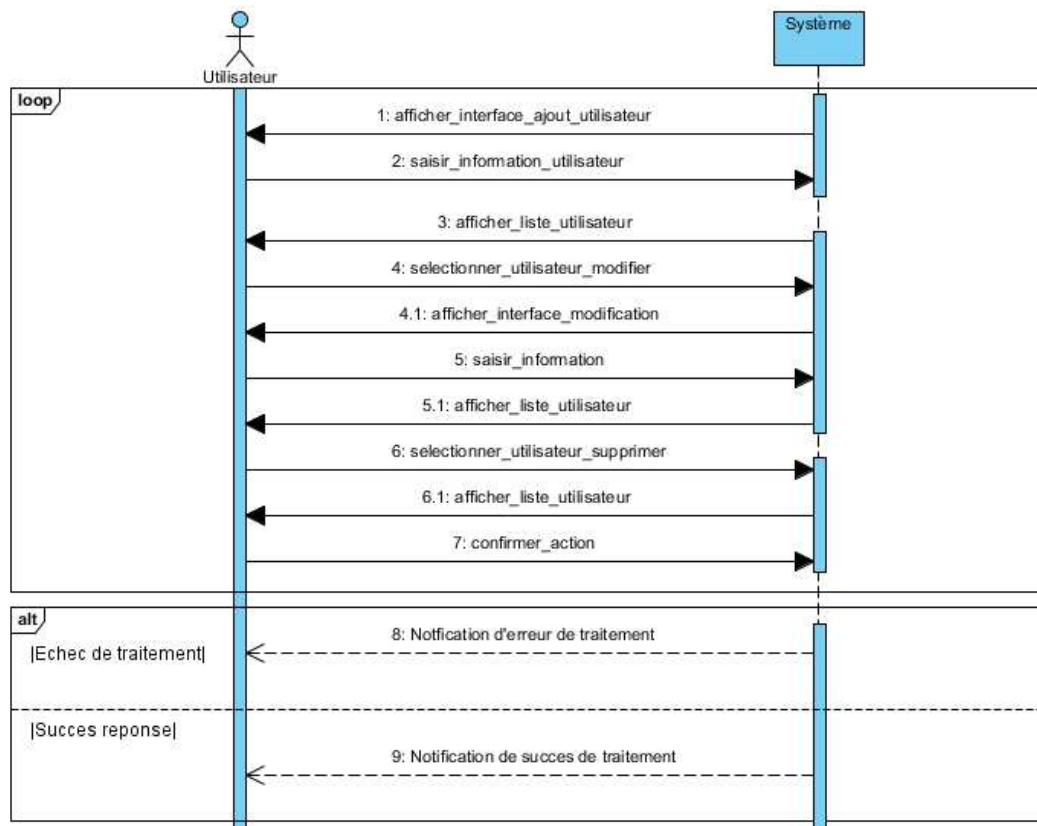 Système
Utilisateur
loop
1: afficher_interface_ajout_utilisateur
2: saisir_information_utilisateur
3: afficher_liste_utilisateur
4: selectionner_utilisateur_modifier
4.1: afficher_interface_modification
5: saisir_information
5.1: afficher_liste_utilisateur
6: selectionner_utilisateur_supprimer
6.1: afficher_liste_utilisateur
7: confirmer_action
alt
8: Notfication d'erreur de traitement
|Echec de traitement|
|Succes reponse|
9: Notification de succes de traitement